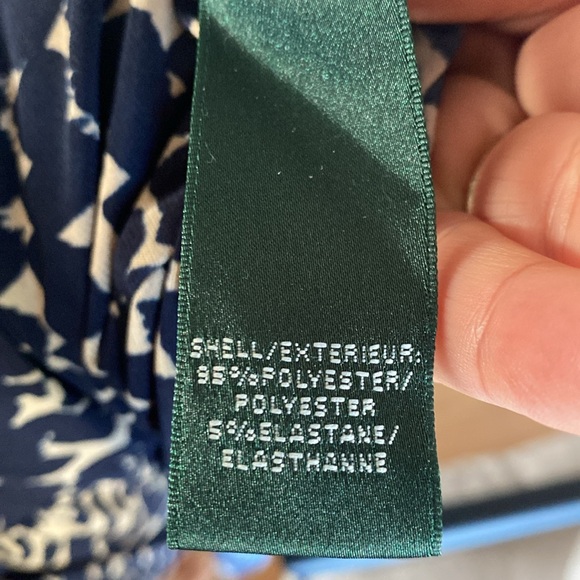 SHELL/EXTERIEUR,
95%POLYESTER/
POLYESTER
5%ELASTANE/
ELASTHANNE